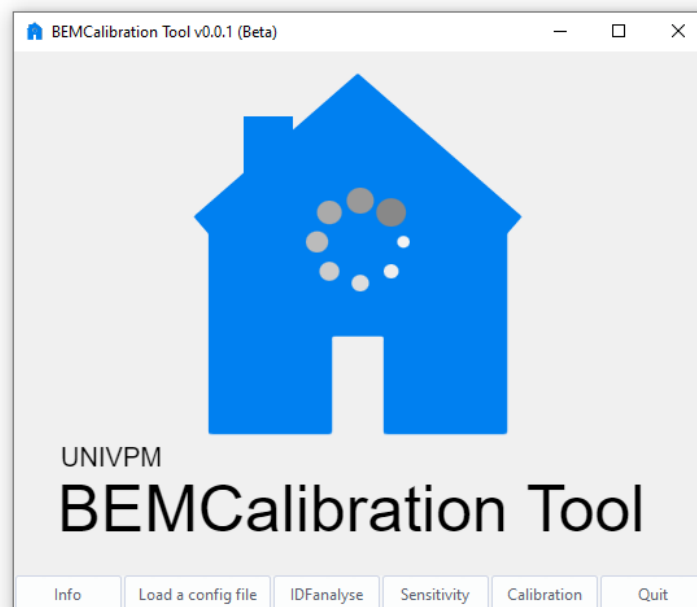 BEMCalibration Tool v0.0.1 (Beta)
UNIVPM
BEMCalibration Tool
Info Load a config file IDFanalyse Sensitivity Calibration Quit